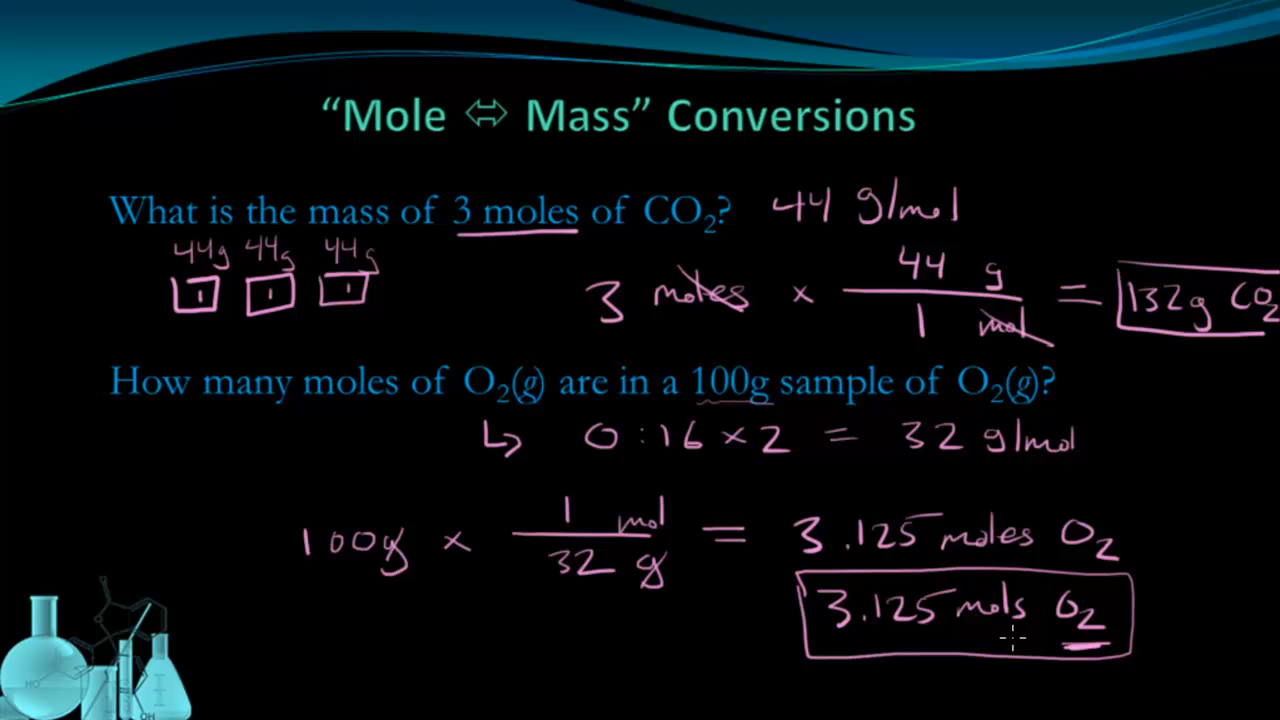 “Mole ⇔ Mass” Conversions
What is the mass of 3 moles of CO₂? 44 g/mol
44g 44g 44g
1 1 1
3 moles × 44 g / 1 mol = 132g CO₂
How many moles of O₂(g) are in a 100g sample of O₂(g)?
↳ O : 16 × 2 = 32 g/mol
100g × 1 mol / 32 g = 3.125 moles O₂
3.125 mols O₂
HO
OH